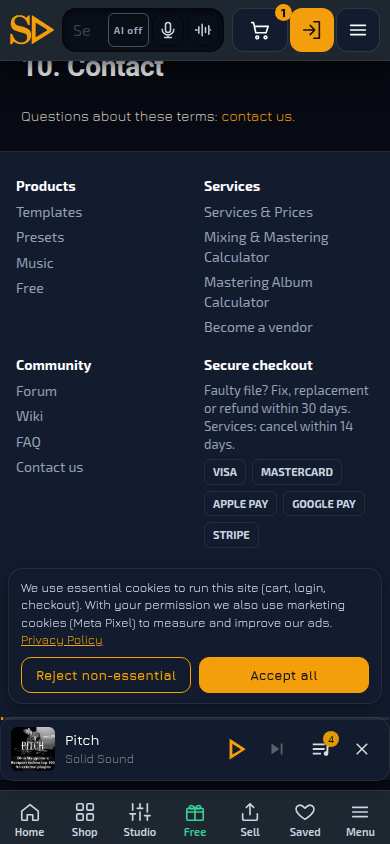 SD
Se
AI off
1
10. Contact
Questions about these terms: contact us.
Products
Templates
Presets
Music
Free
Services
Services & Prices
Mixing & Mastering
Calculator
Mastering Album
Calculator
Become a vendor
Community
Forum
Wiki
FAQ
Contact us
Secure checkout
Faulty file? Fix, replacement
or refund within 30 days.
Services: cancel within 14
days.
VISA
MASTERCARD
APPLE PAY
GOOGLE PAY
STRIPE
We use essential cookies to run this site (cart, login,
checkout). With your permission we also use marketing
cookies (Meta Pixel) to measure and improve our ads.
Privacy Policy
Reject non-essential
Accept all
PITCH
Pitch
Solid Sound
4
Home
Shop
Studio
Free
Sell
Saved
Menu